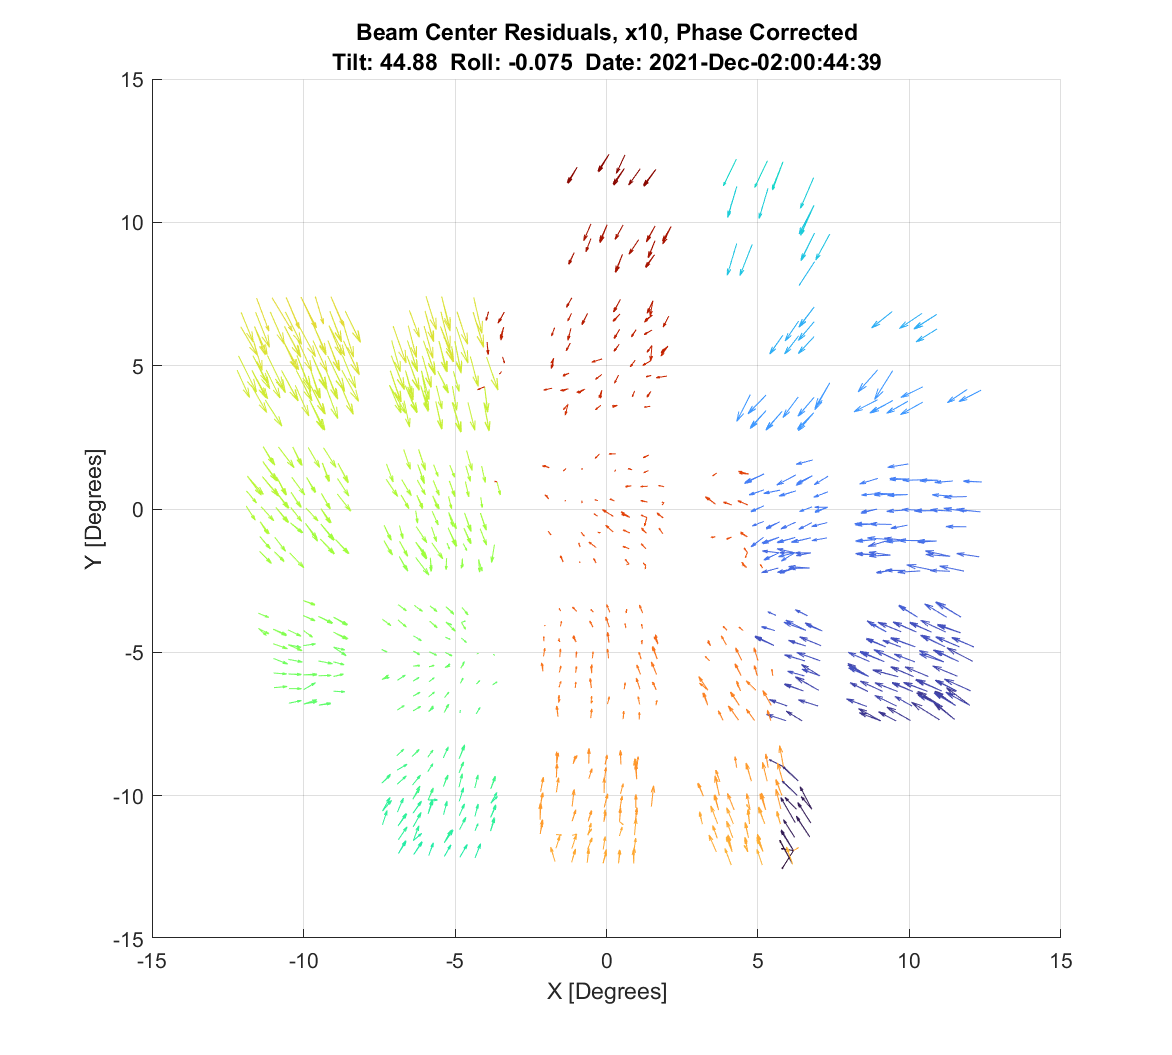 Beam Center Residuals, x10, Phase Corrected
Tilt: 44.88 Roll: -0.075 Date: 2021-Dec-02:00:44:39
15
10
5
0
-5
-10
-15
Y [Degrees]
-15 -10 -5 0 5 10 15
X [Degrees]